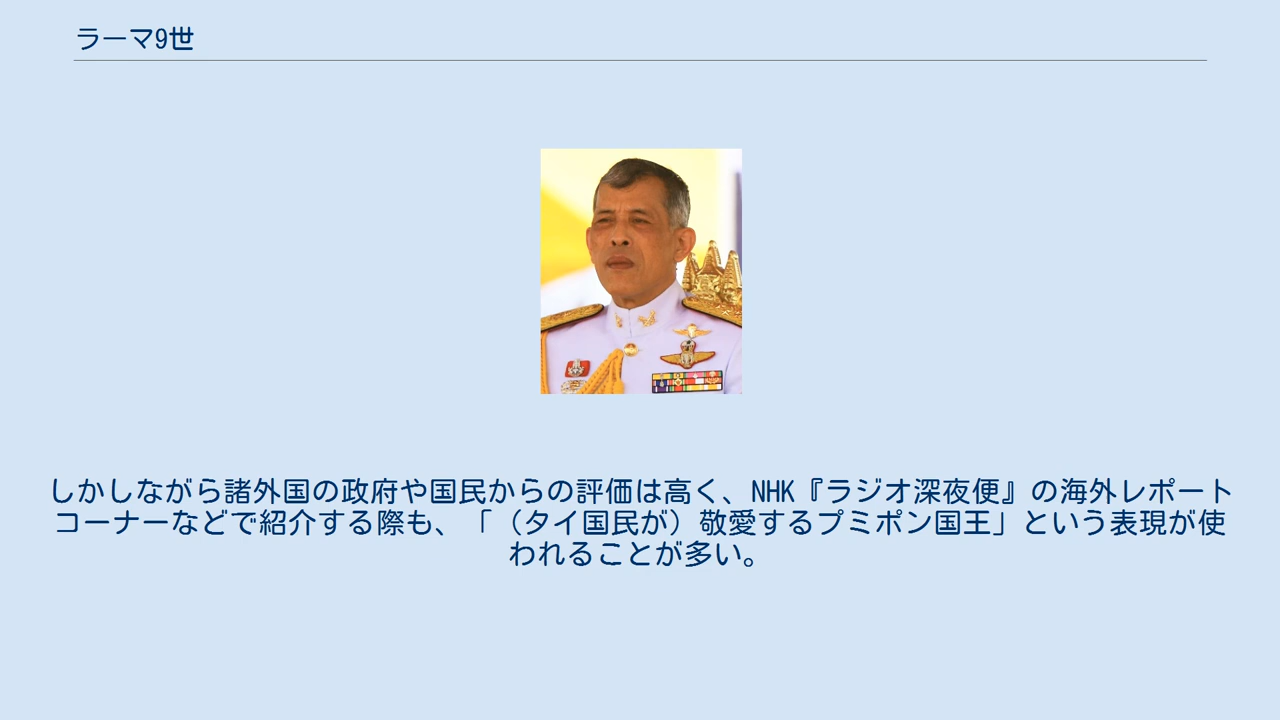 ラーマ9世
しかしながら諸外国の政府や国民からの評価は高く、NHK『ラジオ深夜便』の海外レポート
コーナーなどで紹介する際も、「（タイ国民が）敬愛するプミポン国王」という表現が使
われることが多い。